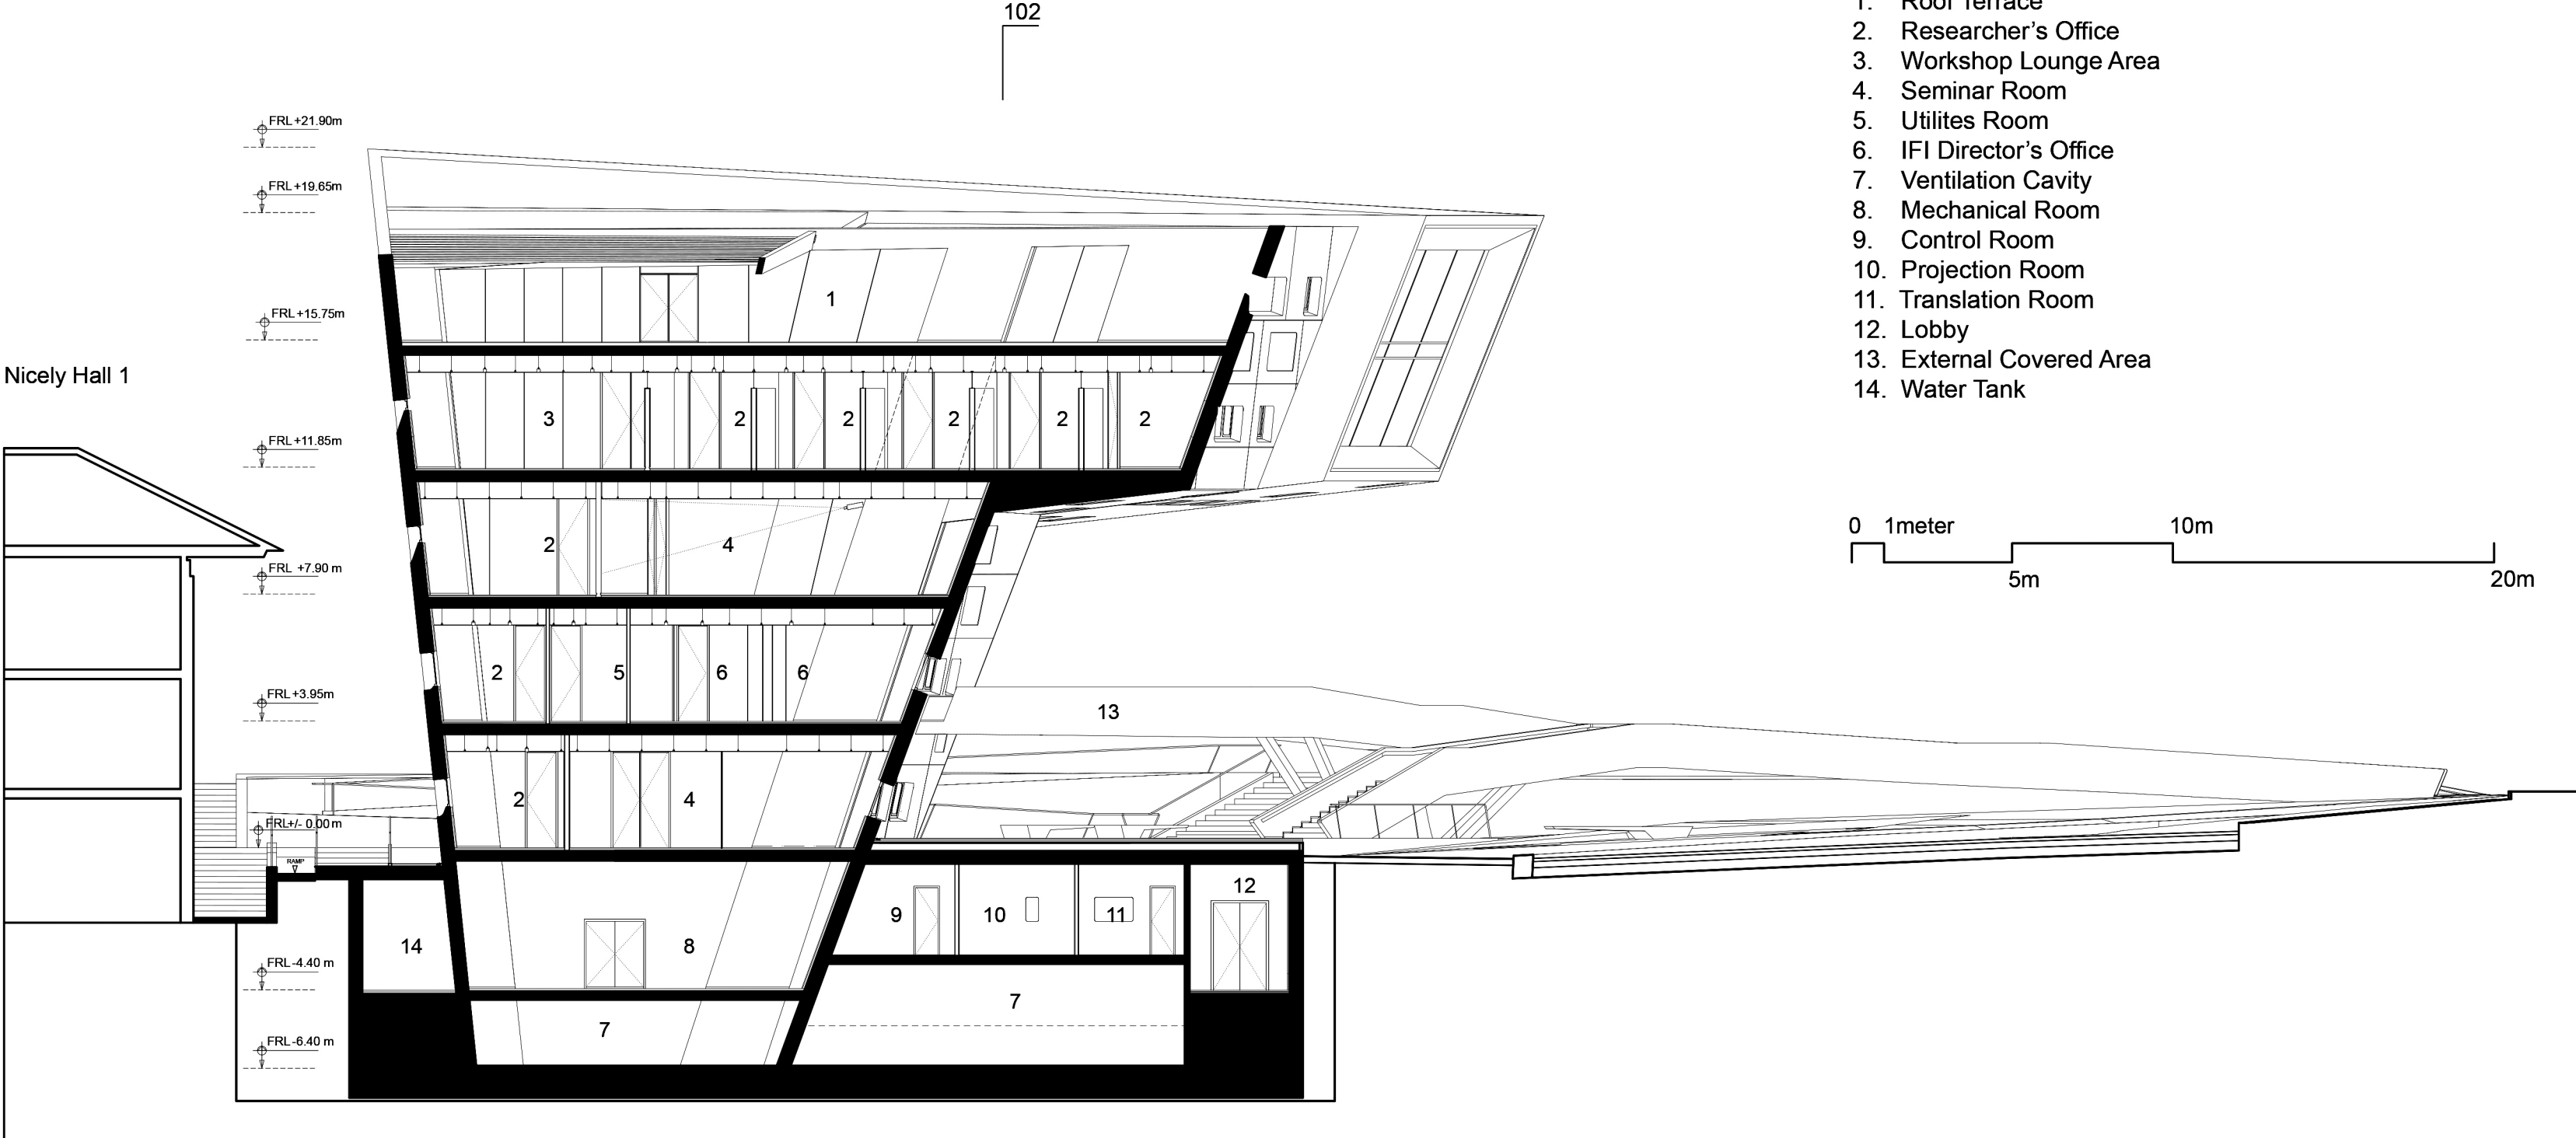 102
1. Roof Terrace
2. Researcher's Office
3. Workshop Lounge Area
4. Seminar Room
5. Utilites Room
6. IFI Director's Office
7. Ventilation Cavity
8. Mechanical Room
9. Control Room
10. Projection Room
11. Translation Room
12. Lobby
13. External Covered Area
14. Water Tank
FRL +21.90m
FRL +19.65m
1
FRL +15.75m
Nicely Hall 1
3 2 2 2 2 2
FRL +11.85m
0 1meter 10m
5m 20m
2 4
FRL +7.90 m
2 5 6 6
FRL +3.95m
13
2 4
FRL+/- 0.00m
RAMP
12
9 10 11
14 8
FRL-4.40 m
7
7
FRL-6.40 m